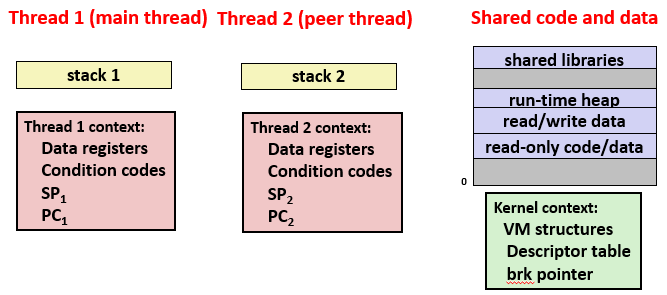 Thread 1 (main thread)
stack 1
Thread 1 context:
Data registers
Condition codes
SP1
PC1
Thread 2 (peer thread)
stack 2
Thread 2 context:
Data registers
Condition codes
SP2
PC2
Shared code and data
shared libraries
run-time heap
read/write data
read-only code/data
0
Kernel context:
VM structures
Descriptor table
brk pointer